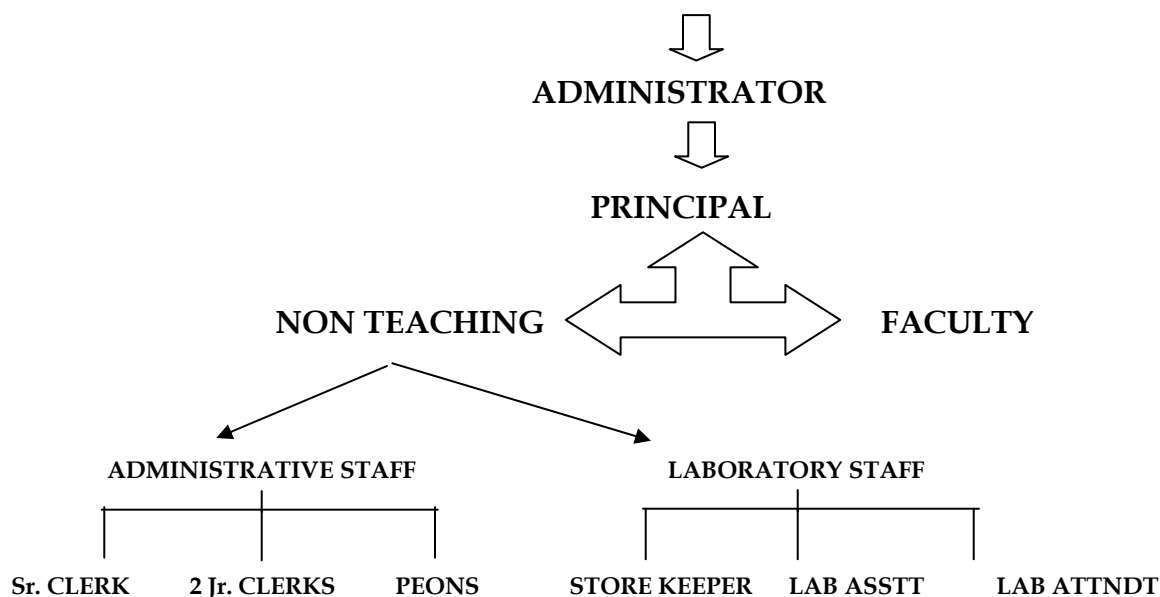 ADMINISTRATOR
PRINCIPAL
NON TEACHING FACULTY
ADMINISTRATIVE STAFF LABORATORY STAFF
Sr. CLERK 2 Jr. CLERKS PEONS STORE KEEPER LAB ASSTT LAB ATTNDT